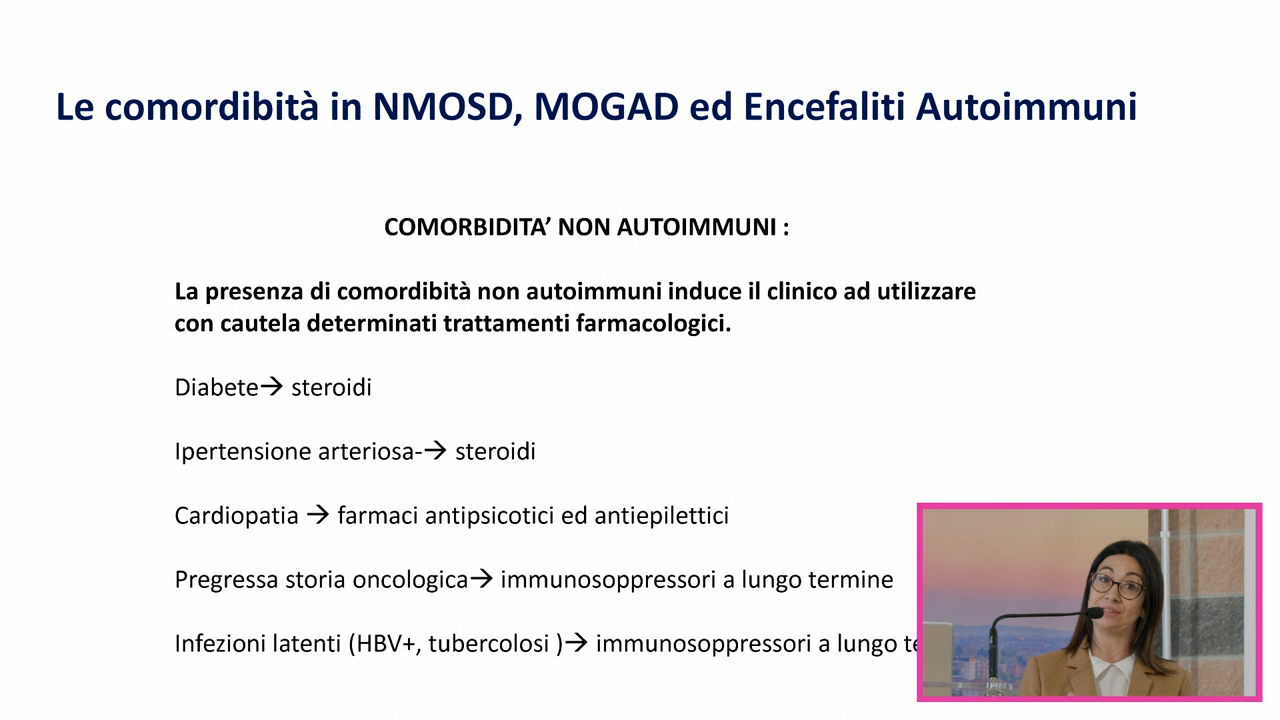 Le comordibità in NMOSD, MOGAD ed Encefaliti Autoimmuni
COMORBIDITA’ NON AUTOIMMUNI :
La presenza di comordibità non autoimmuni induce il clinico ad utilizzare
con cautela determinati trattamenti farmacologici.
Diabete→ steroidi
Ipertensione arteriosa-→ steroidi
Cardiopatia → farmaci antipsicotici ed antiepilettici
Pregressa storia oncologica→ immunosoppressori a lungo termine
Infezioni latenti (HBV+, tubercolosi )→ immunosoppressori a lungo